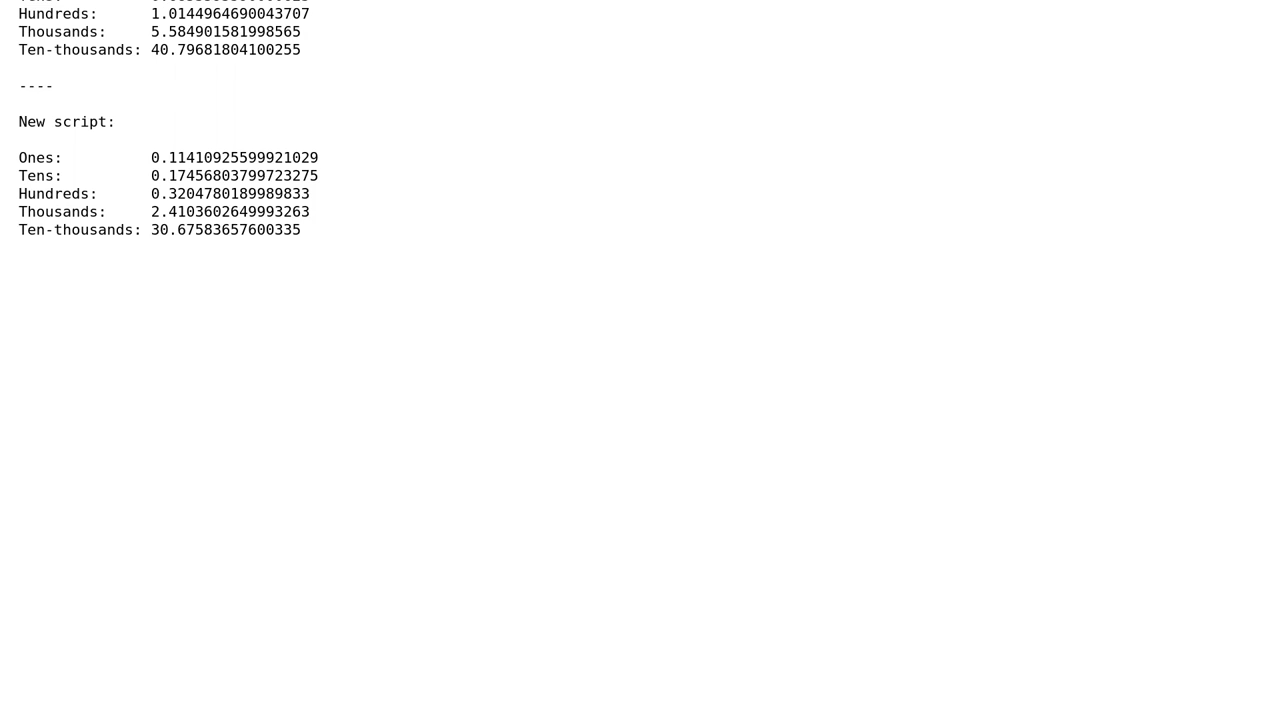 Hundreds: 1.0144964690043707
Thousands: 5.584901581998565
Ten-thousands: 40.79681804100255
----
New script:
Ones: 0.11410925599921029
Tens: 0.17456803799723275
Hundreds: 0.3204780189989833
Thousands: 2.4103602649993263
Ten-thousands: 30.67583657600335